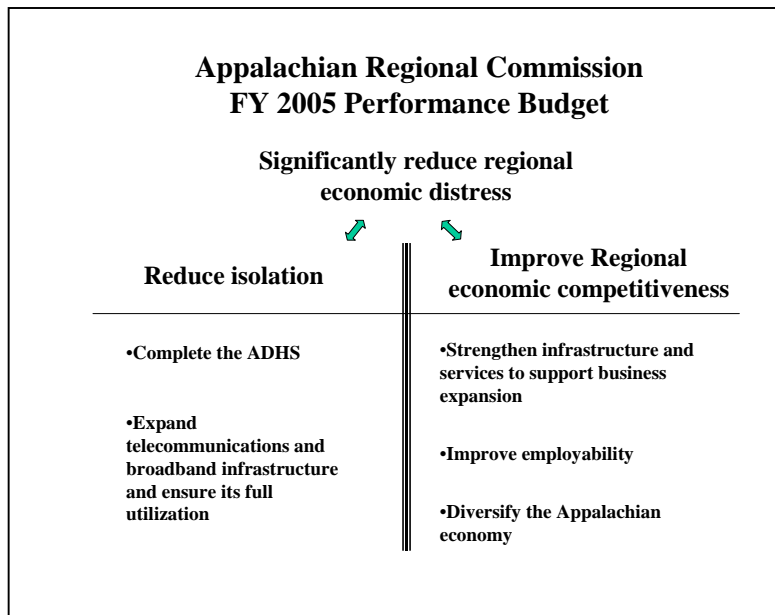 Appalachian Regional Commission
FY 2005 Performance Budget
Significantly reduce regional
economic distress
Reduce isolation
•Complete the ADHS
•Expand
telecommunications and
broadband infrastructure
and ensure its full
utilization
Improve Regional
economic competitiveness
•Strengthen infrastructure and
services to support business
expansion
•Improve employability
•Diversify the Appalachian
economy